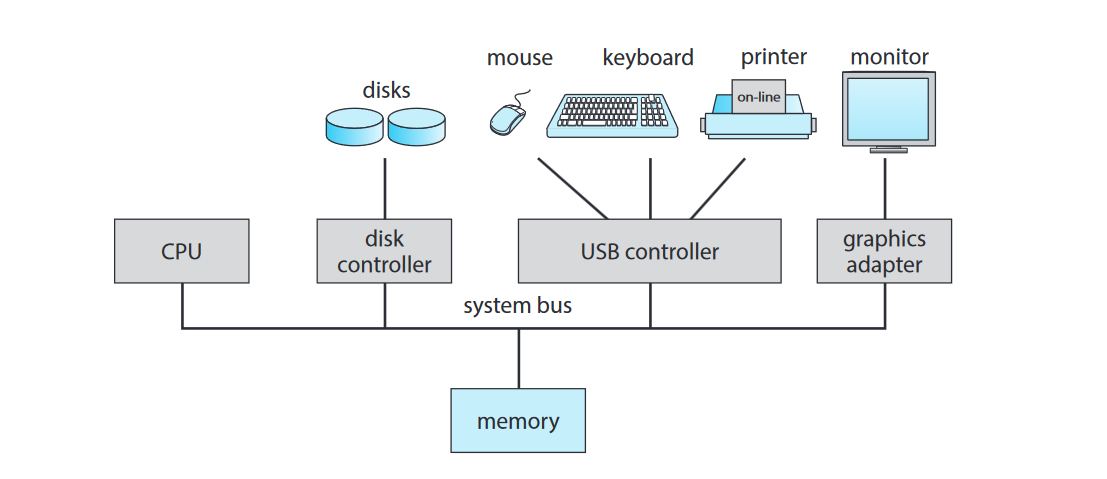 mouse
keyboard
printer
monitor
disks
on-line
CPU
disk
controller
USB controller
graphics
adapter
system bus
memory